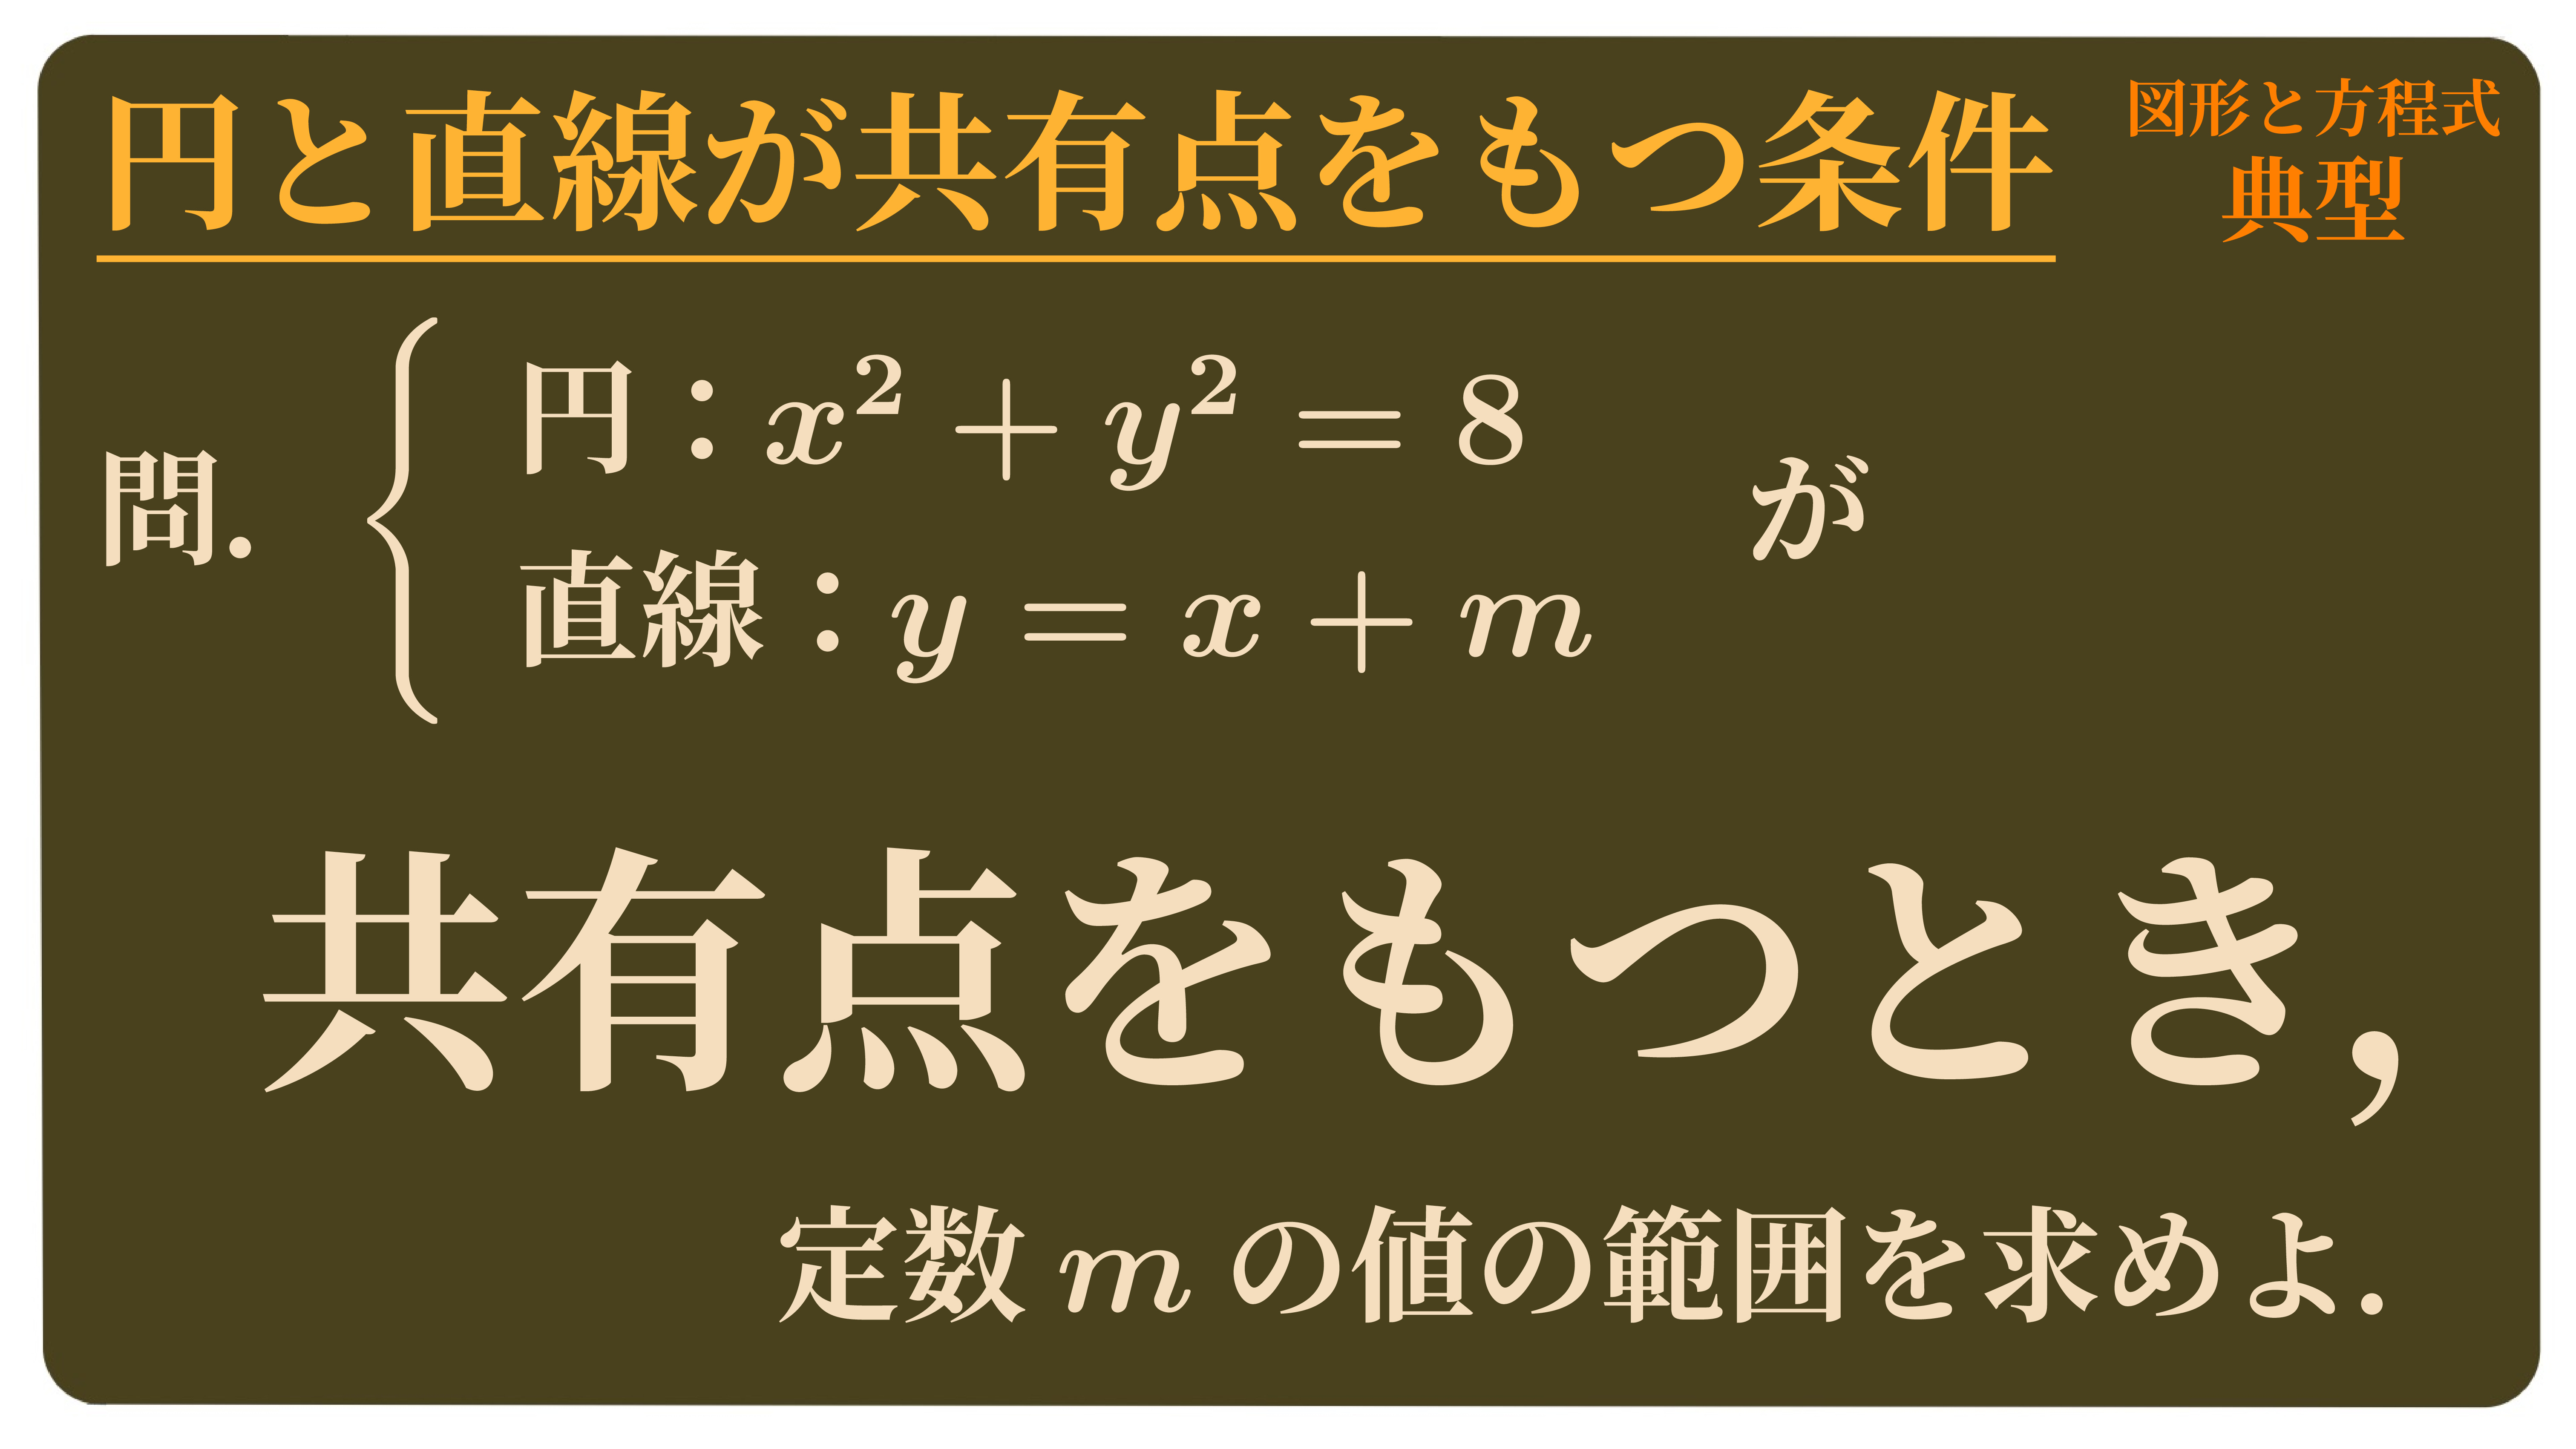 円と直線が共有点をもつ条件
図形と方程式
典型
問.
円：x² + y² = 8
直線：y = x + m
が
共有点をもつとき,
定数 m の値の範囲を求めよ.